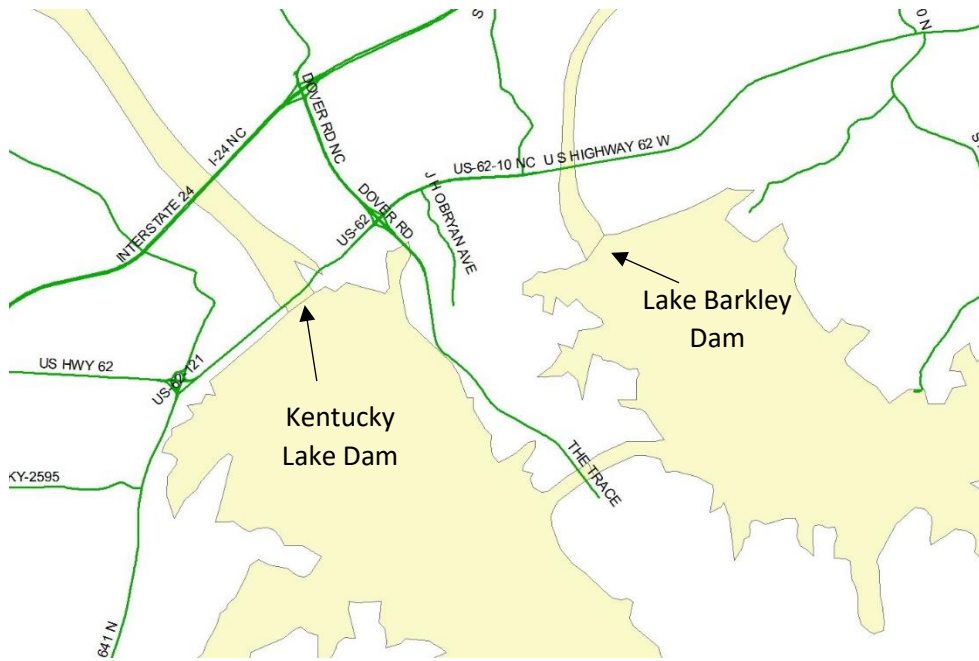 S
0 N
DOVER RD NC
I-24 NC
US-62-10 NC U S HIGHWAY 62 W
S
J H OBRYAN AVE
DOVER RD
US-62
INTERSTATE 24
Lake Barkley
Dam
US HWY 62
US-62-121
Kentucky
Lake Dam
THE TRACE
KY-2595
641 N